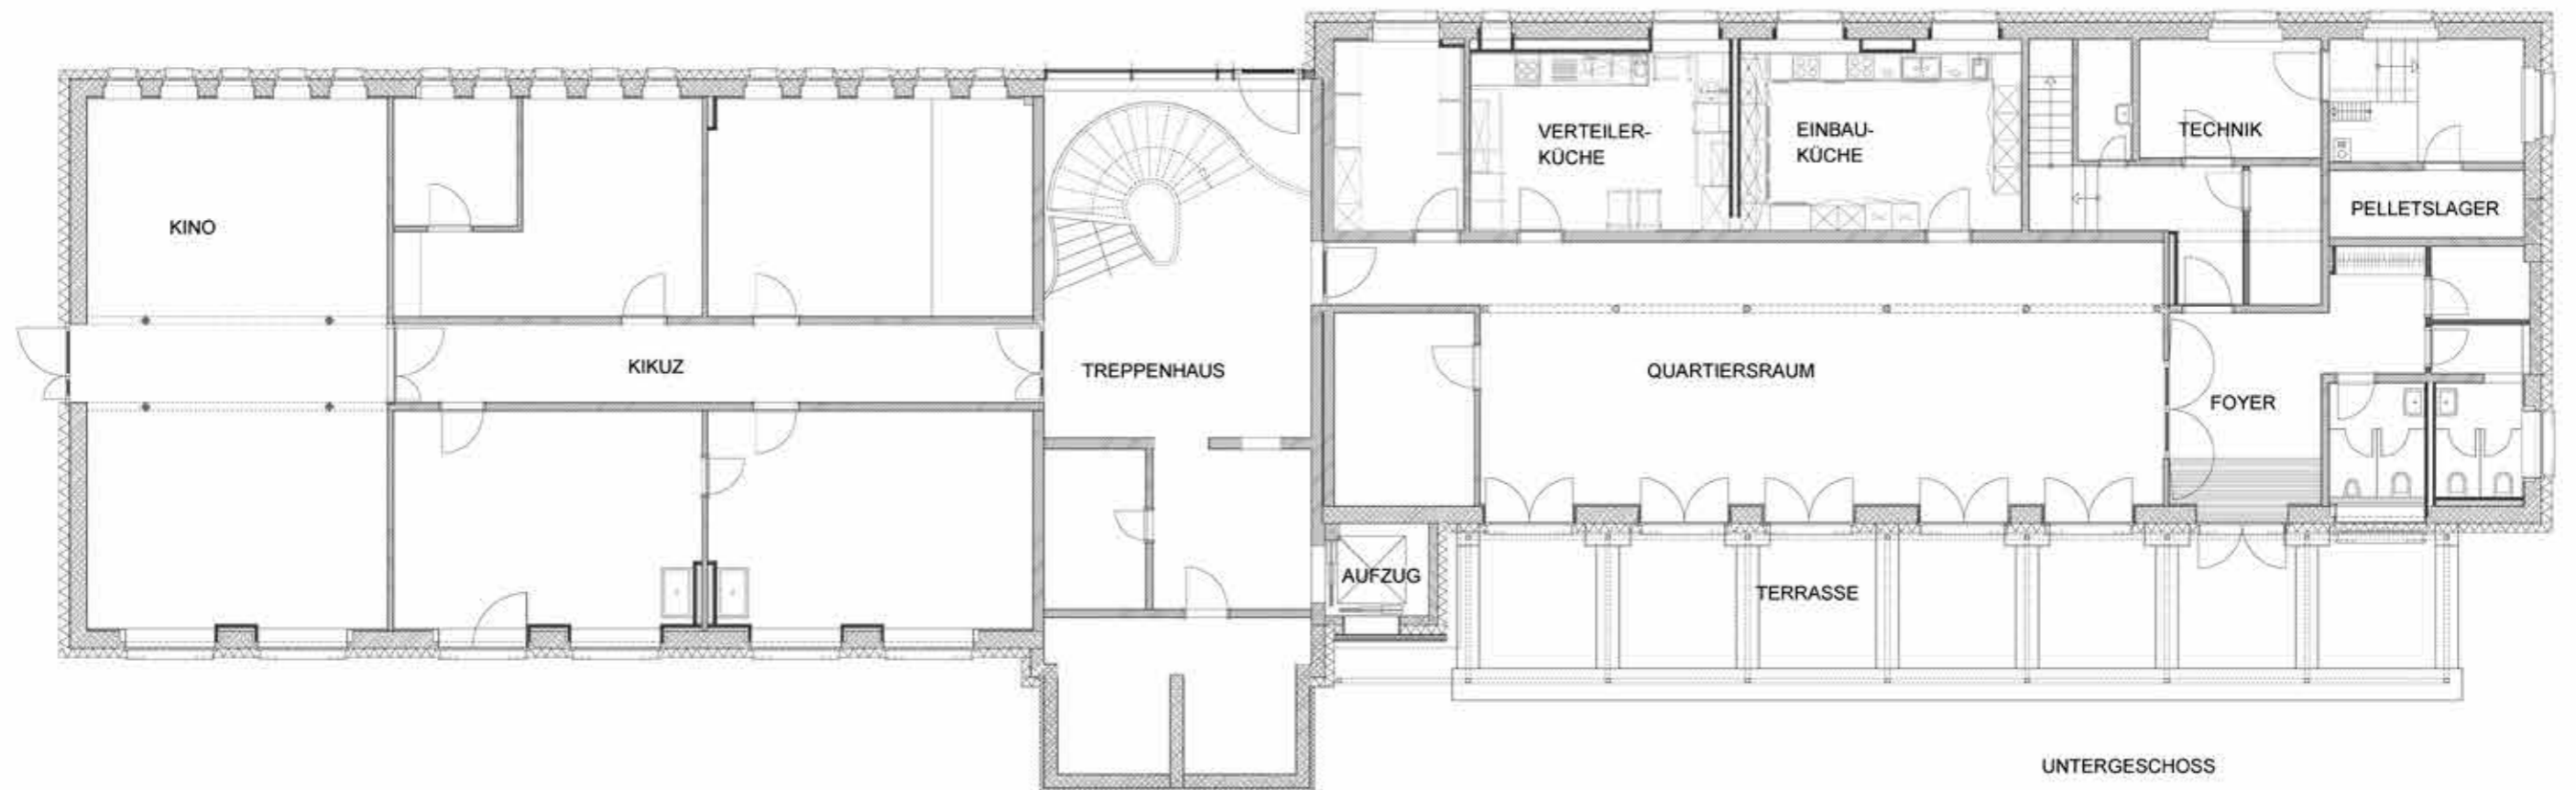 VERTEILER-
KÜCHE
EINBAU-
KÜCHE
TECHNIK
PELLETSLAGER
KINO
KIKUZ
TREPPENHAUS
QUARTIERSRAUM
FOYER
AUFZUG
TERRASSE
UNTERGESCHOSS